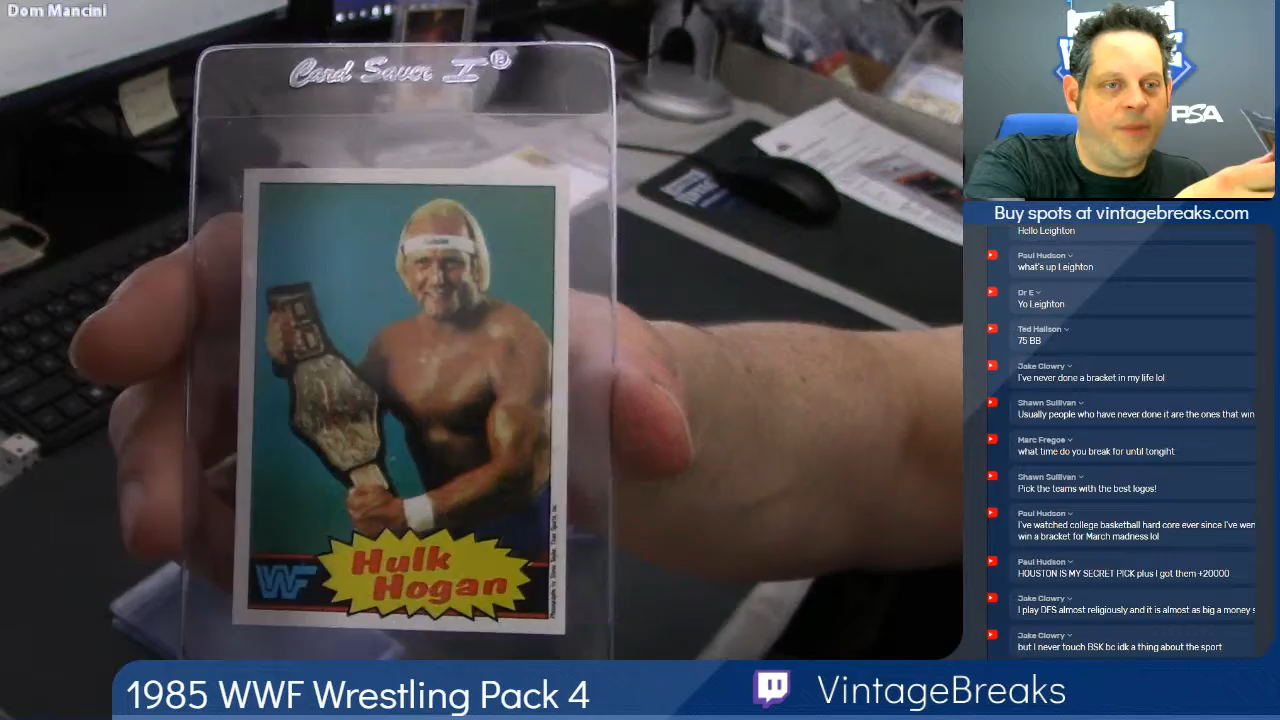 Dom Mancini
Card Saver I®
Hulk
Hogan
WF
PSA
Buy spots at vintagebreaks.com
Hello Leighton
Paul Hudson
what's up Leighton
Dr E
Yo Leighton
Ted Hailson
75 BB
Jake Clowry
I've never done a bracket in my life lol
Shawn Sullivan
Usually people who have never done it are the ones that win
Marc Fregoe
what time do you break for until tongiht
Shawn Sullivan
Pick the teams with the best logos!
Paul Hudson
I've watched college basketball hard core ever since I've wen
win a bracket for March madness lol
Paul Hudson
HOUSTON IS MY SECRET PICK plus I got them +20000
Jake Clowry
I play DFS almost religiously and it is almost as big a money s
Jake Clowry
but I never touch BSK bc idk a thing about the sport
1985 WWF Wrestling Pack 4
VintageBreaks